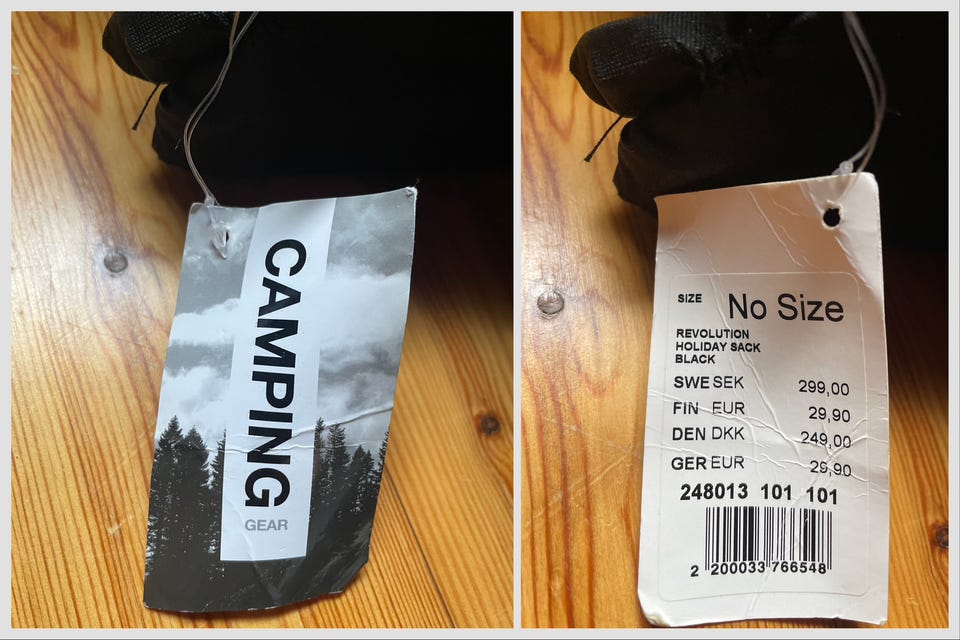 CAMPING
GEAR
SIZE No Size
REVOLUTION
HOLIDAY SACK
BLACK
SWE SEK 299,00
FIN EUR 29,90
DEN DKK 249,00
GER EUR 29,90
248013 101 101
2 200033 766548